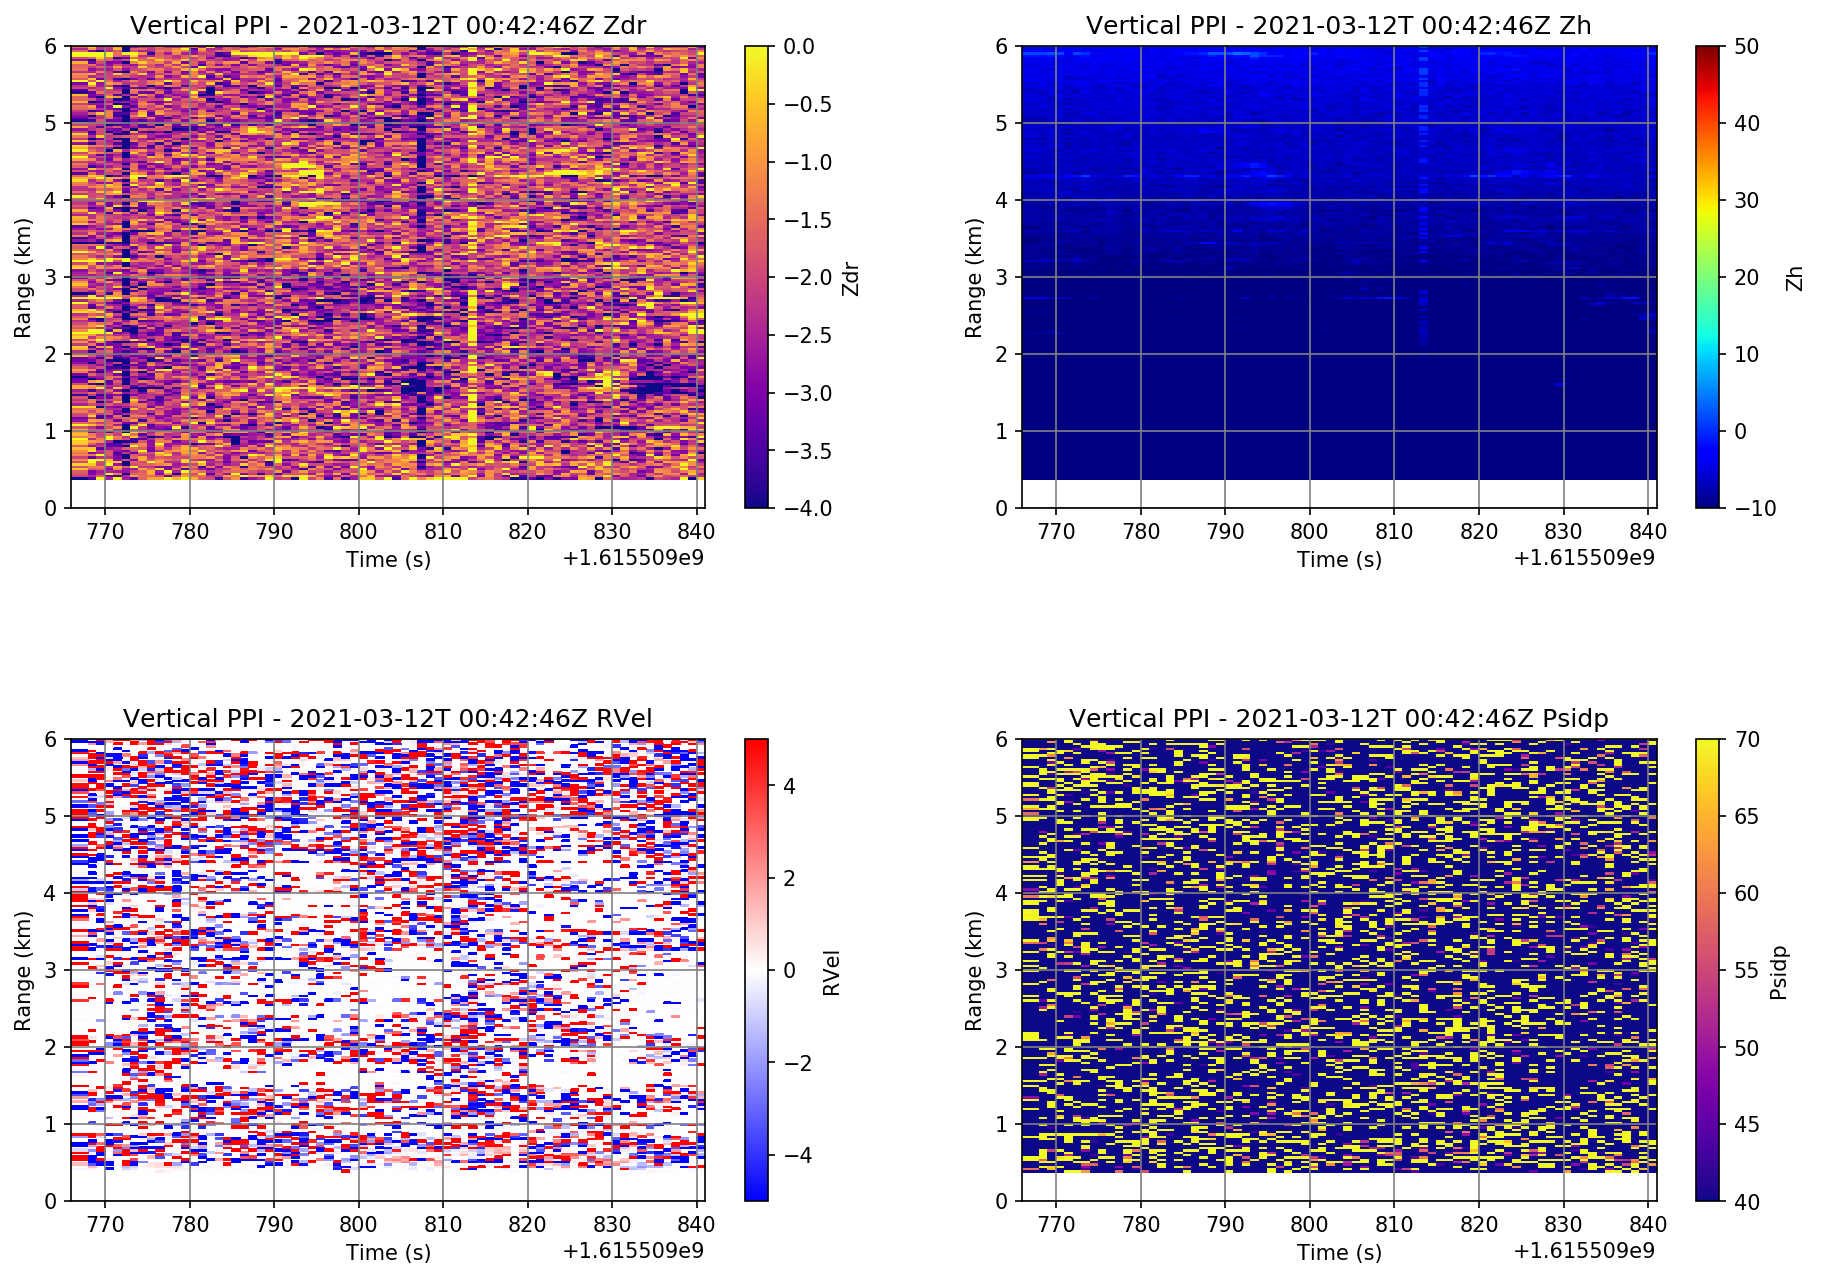 Vertical PPI - 2021-03-12T 00:42:46Z Zdr
6
5
4
3
2
1
0
Range (km)
770 780 790 800 810 820 830 840
Time (s)
+1.615509e9
0.0
−0.5
−1.0
−1.5
−2.0
−2.5
−3.0
−3.5
−4.0
Zdr
Vertical PPI - 2021-03-12T 00:42:46Z Zh
6
5
4
3
2
1
0
Range (km)
770 780 790 800 810 820 830 840
Time (s)
+1.615509e9
50
40
30
20
10
0
−10
Zh
Vertical PPI - 2021-03-12T 00:42:46Z RVel
6
5
4
3
2
1
0
Range (km)
770 780 790 800 810 820 830 840
Time (s)
+1.615509e9
4
2
0
−2
−4
RVel
Vertical PPI - 2021-03-12T 00:42:46Z Psidp
6
5
4
3
2
1
0
Range (km)
770 780 790 800 810 820 830 840
Time (s)
+1.615509e9
70
65
60
55
50
45
40
Psidp